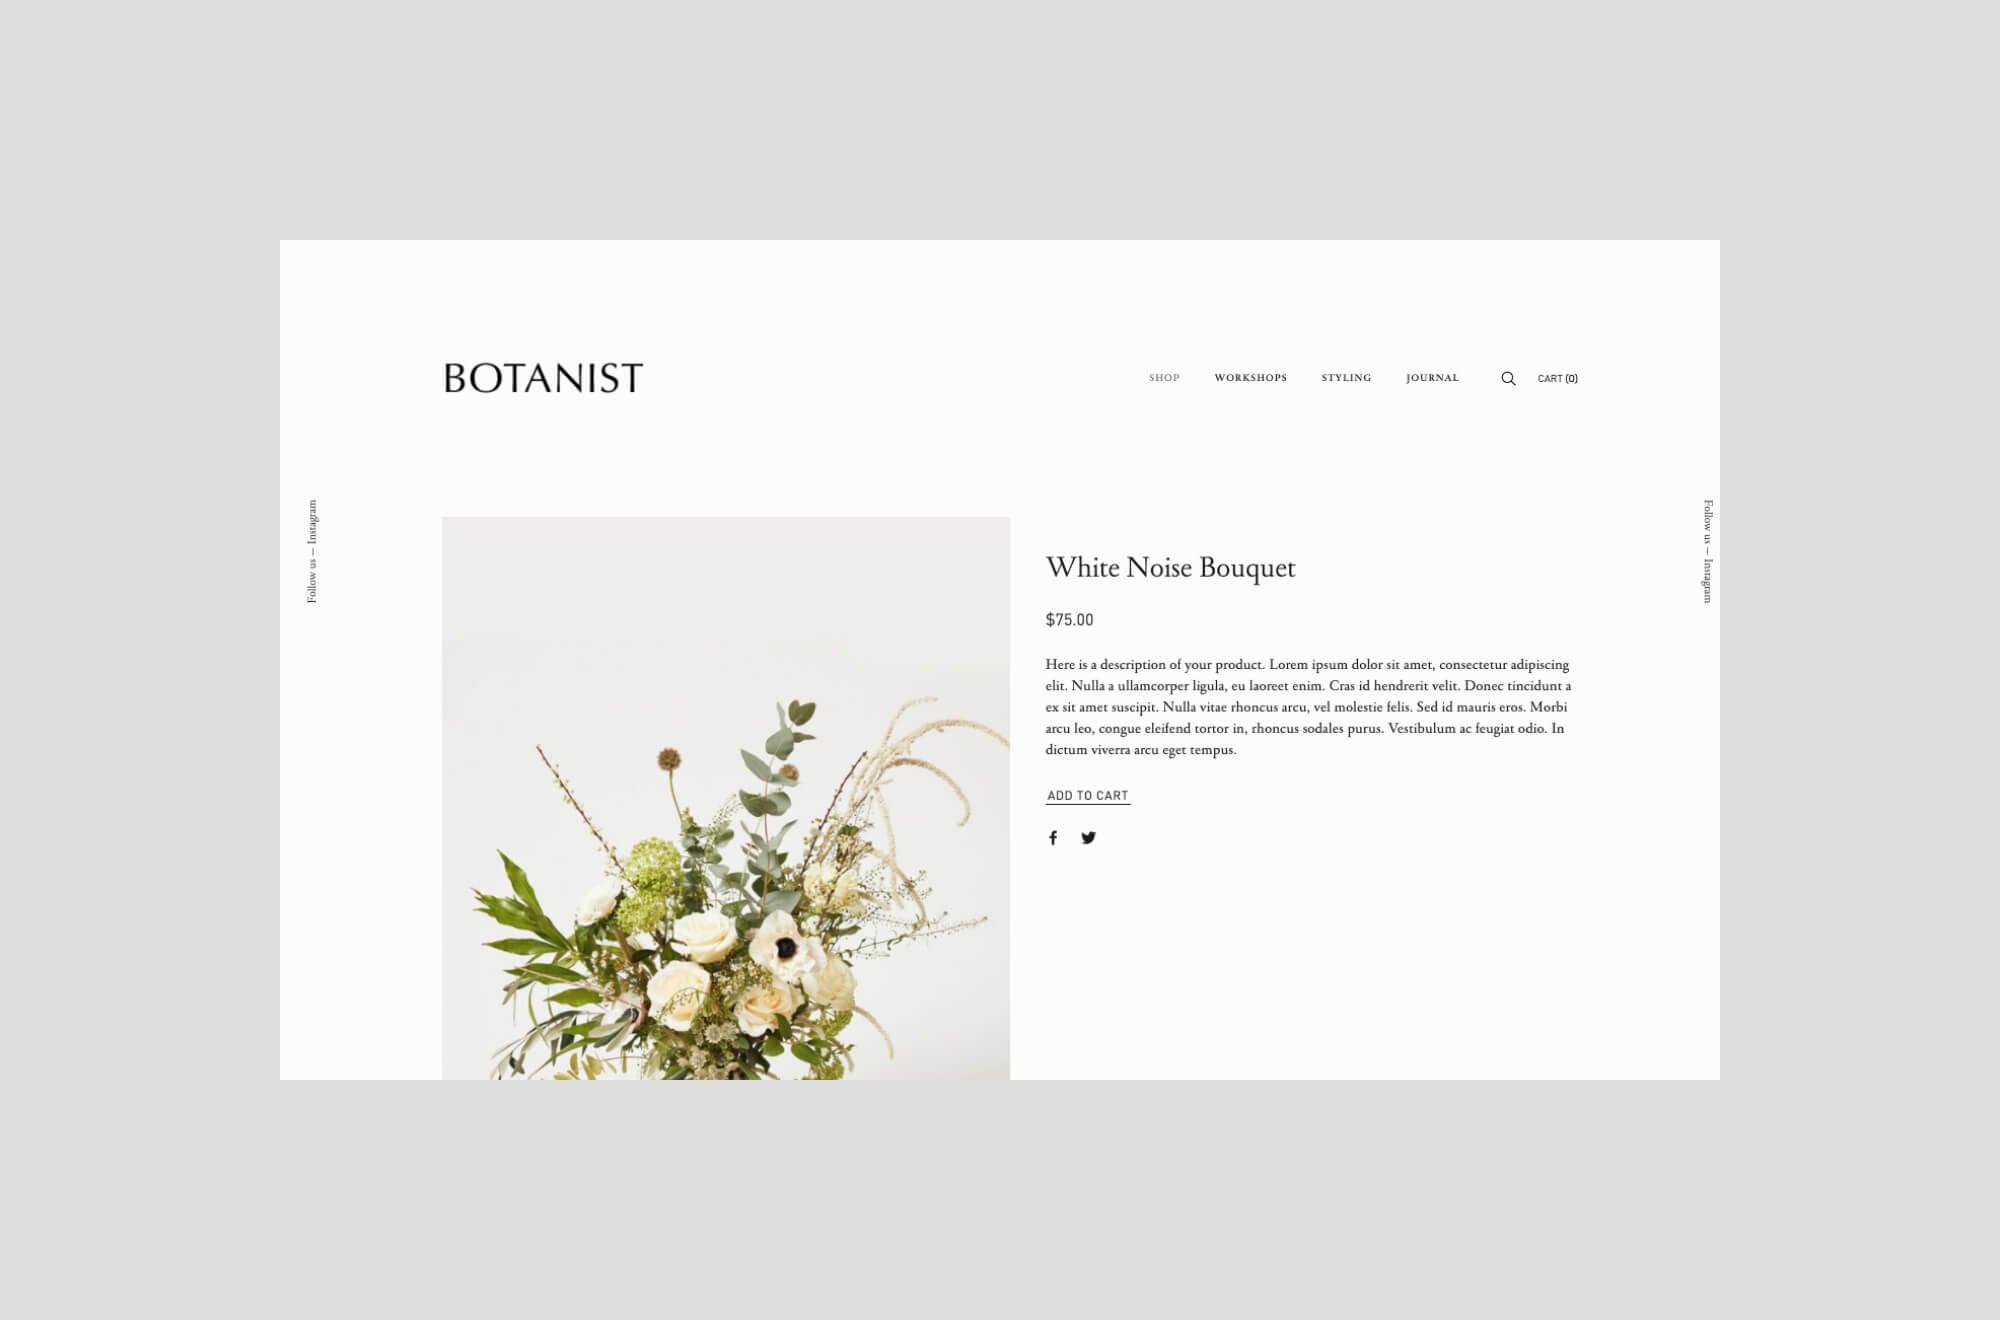 BOTANIST
SHOP
WORKSHOPS
STYLING
JOURNAL
CART (0)
Follow us — Instagram
Follow us — Instagram
White Noise Bouquet
$75.00
Here is a description of your product. Lorem ipsum dolor sit amet, consectetur adipiscing
elit. Nulla a ullamcorper ligula, eu laoreet enim. Cras id hendrerit velit. Donec tincidunt a
ex sit amet suscipit. Nulla vitae rhoncus arcu, vel molestie felis. Sed id mauris eros. Morbi
arcu leo, congue eleifend tortor in, rhoncus sodales purus. Vestibulum ac feugiat odio. In
dictum viverra arcu eget tempus.
ADD TO CART